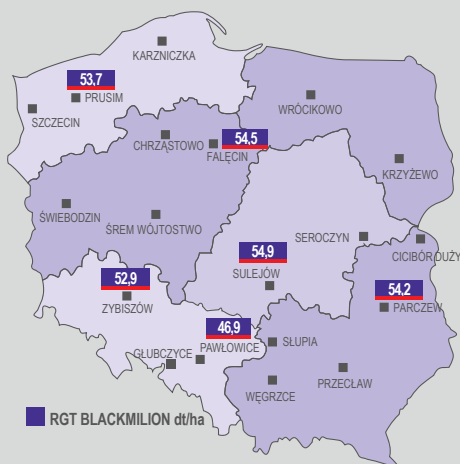 KARZNICZKA
53,7
PRUSIM
SZCZECIN
WRÓCIKOWO
CHRZĄSTOWO
54,5
FALĘCIN
KRZYŻEWO
ŚWIEBODZIN
ŚREM WÓJTOSTWO
SEROCZYN
CICIBÓR DUŻY
54,9
SULEJÓW
52,9
ZYBISZÓW
54,2
PARCZEW
46,9
PAWŁOWICE
SŁUPIA
GŁUBCZYCE
PRZECŁAW
WĘGRZCE
RGT BLACKMILION dt/ha